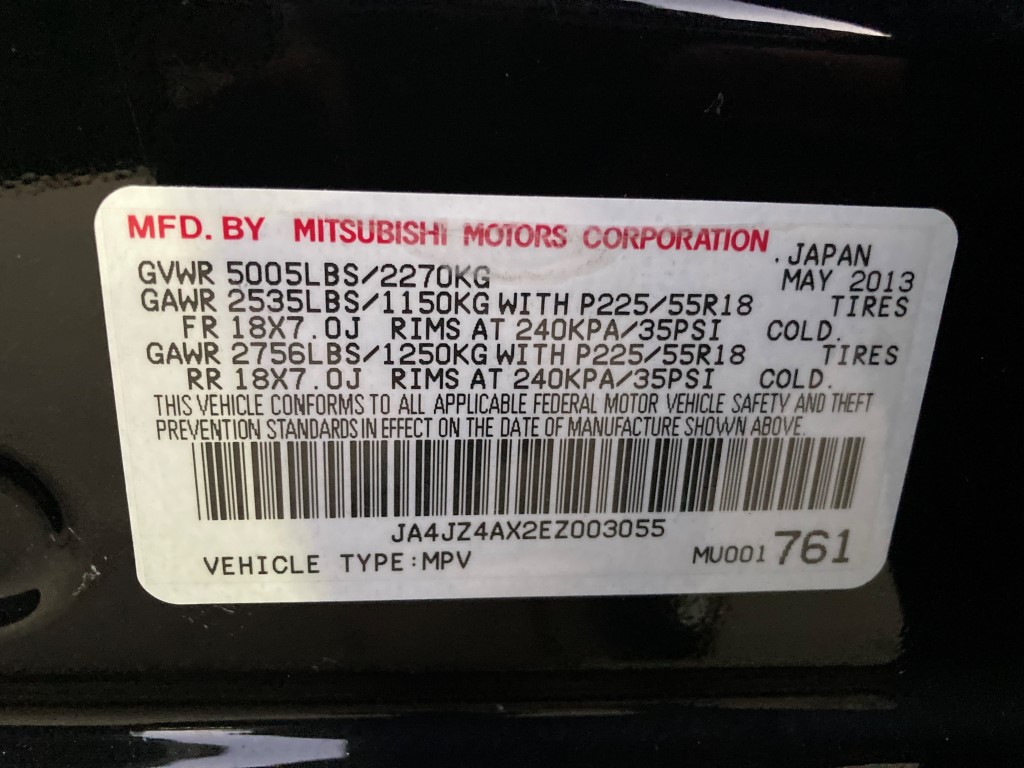 MFD. BY MITSUBISHI MOTORS CORPORATION
. JAPAN
GVWR 5005LBS/2270KG MAY 2013
GAWR 2535LBS/1150KG WITH P225/55R18 TIRES
FR 18X7.0J RIMS AT 240KPA/35PSI COLD.
GAWR 2756LBS/1250KG WITH P225/55R18 TIRES
RR 18X7.0J RIMS AT 240KPA/35PSI COLD.
THIS VEHICLE CONFORMS TO ALL APPLICABLE FEDERAL MOTOR VEHICLE SAFETY AND THEFT
PREVENTION STANDARDS IN EFFECT ON THE DATE OF MANUFACTURE SHOWN ABOVE.
JA4JZ4AX2EZ003055
VEHICLE TYPE:MPV MU001 761